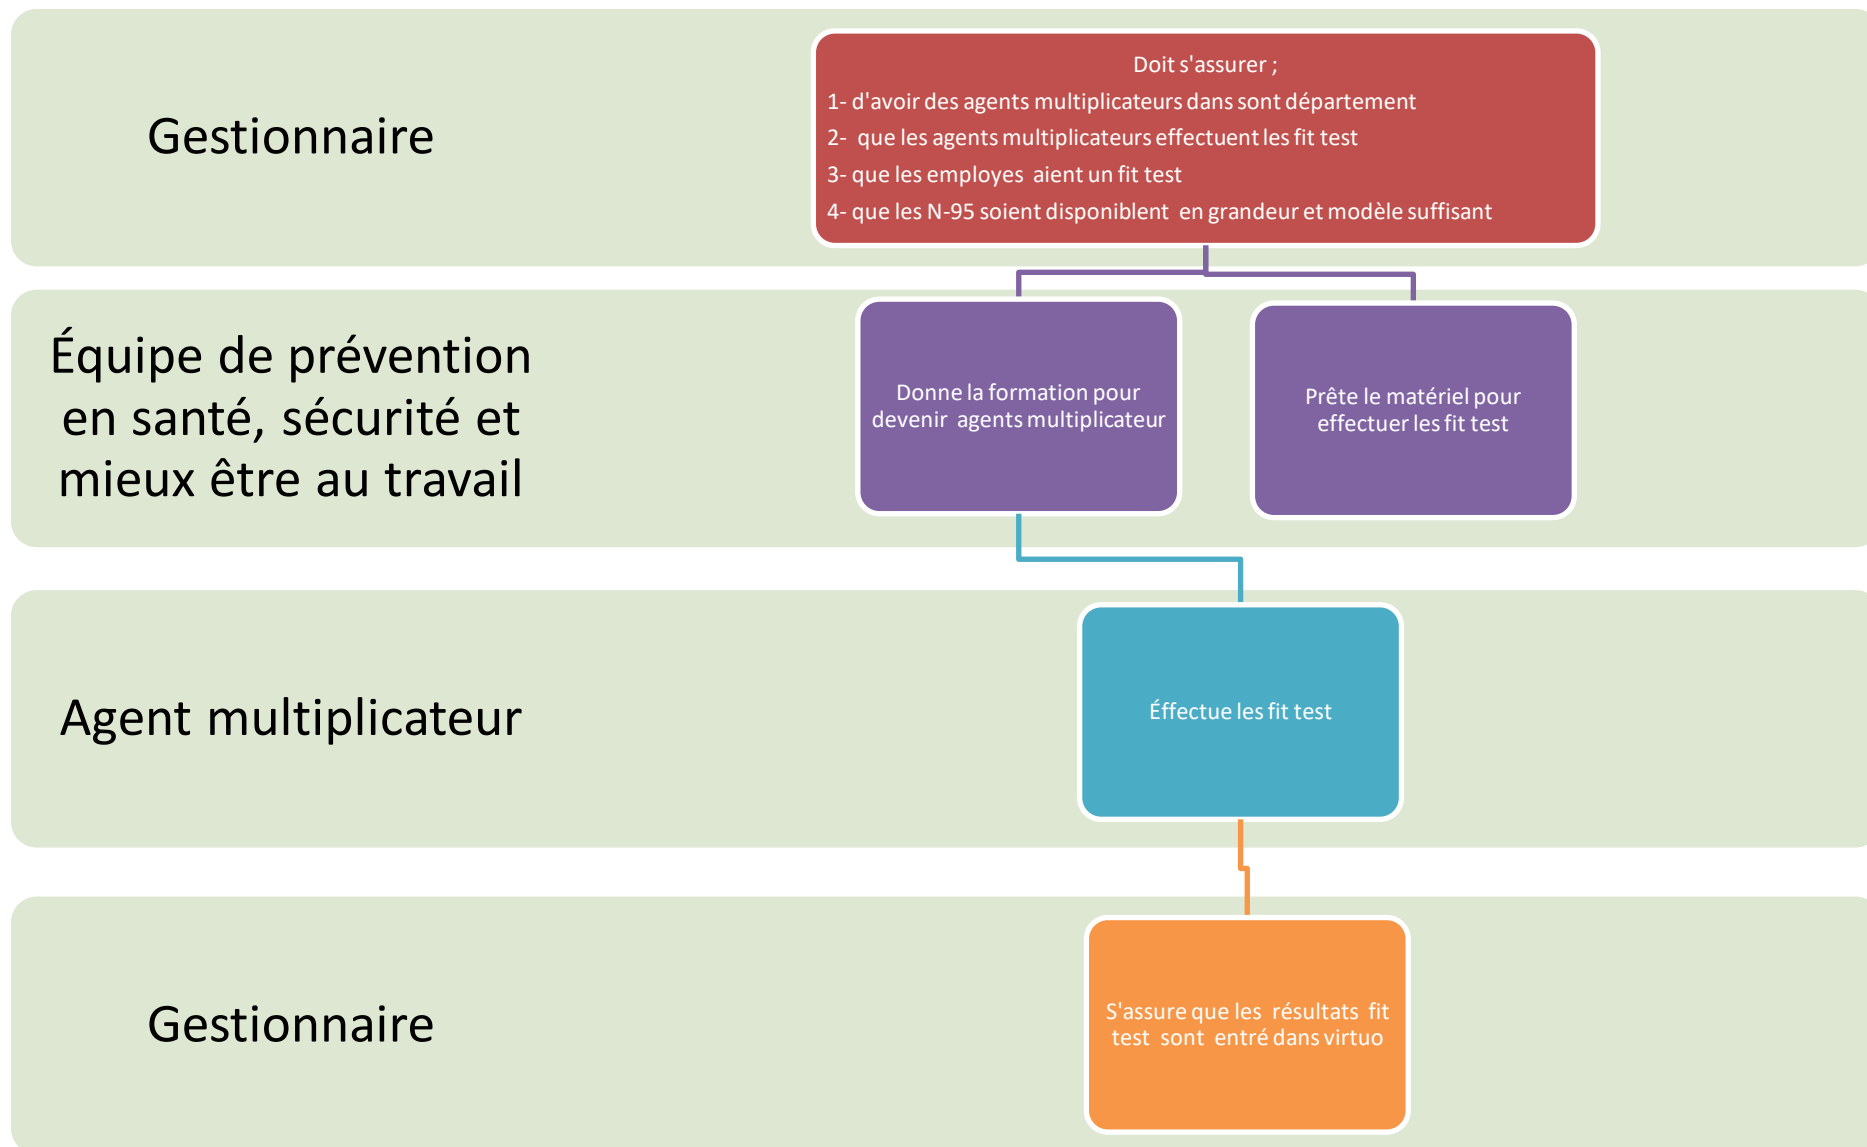 Gestionnaire
Doit s'assurer ;
1- d'avoir des agents multiplicateurs dans sont département
2- que les agents multiplicateurs effectuent les fit test
3- que les employes aient un fit test
4- que les N-95 soient disponiblent en grandeur et modèle suffisant
Équipe de prévention
en santé, sécurité et
mieux être au travail
Donne la formation pour
devenir agents multiplicateur
Prête le matériel pour
effectuer les fit test
Agent multiplicateur
Éffectue les fit test
Gestionnaire
S'assure que les résultats fit
test sont entré dans virtuo